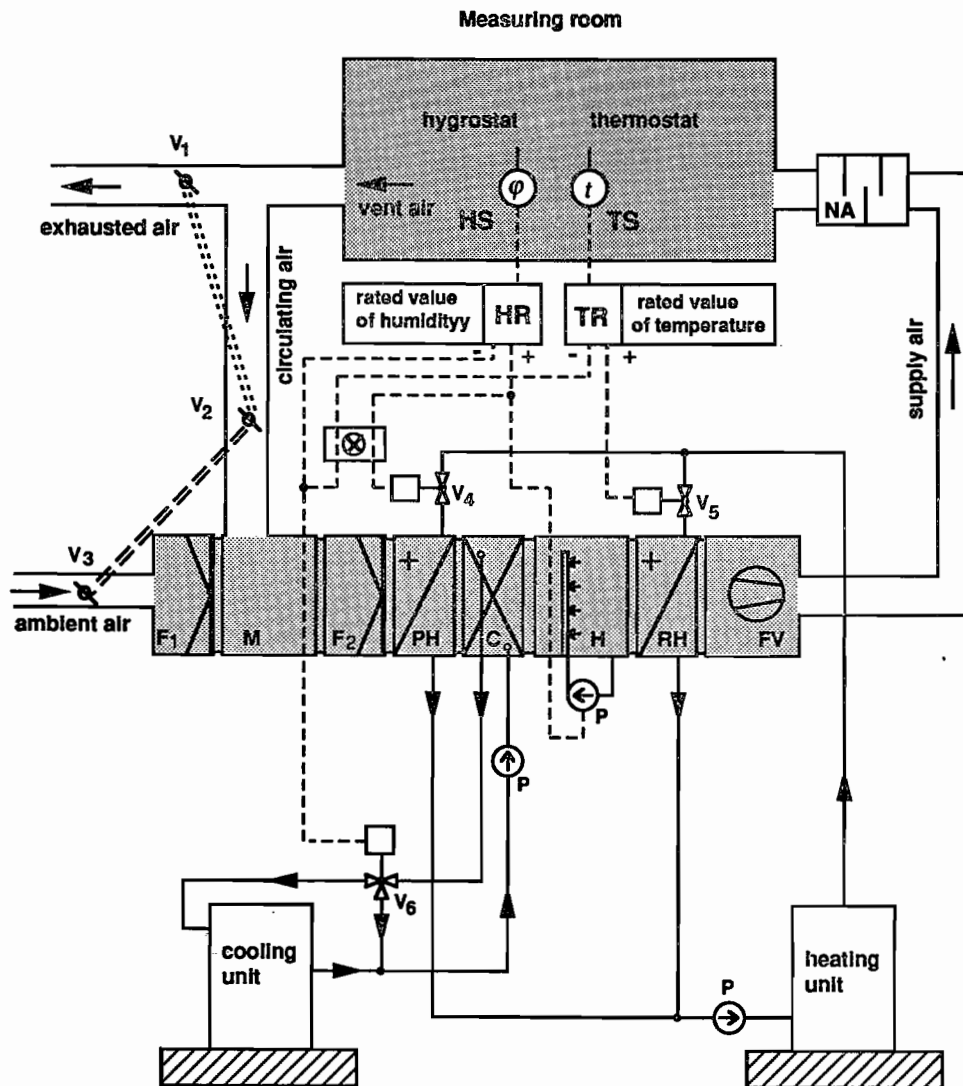 Measuring room
hygrostat
thermostat
V1
φ
t
NA
vent air
HS
TS
exhausted air
circulating air
rated value
of humidityy
HR
TR
rated value
of temperature
-
+
-
+
supply air
V2
V4
V5
V3
+
+
ambient air
F1
M
F2
PH
C
H
RH
FV
P
P
V6
cooling
unit
heating
unit
P